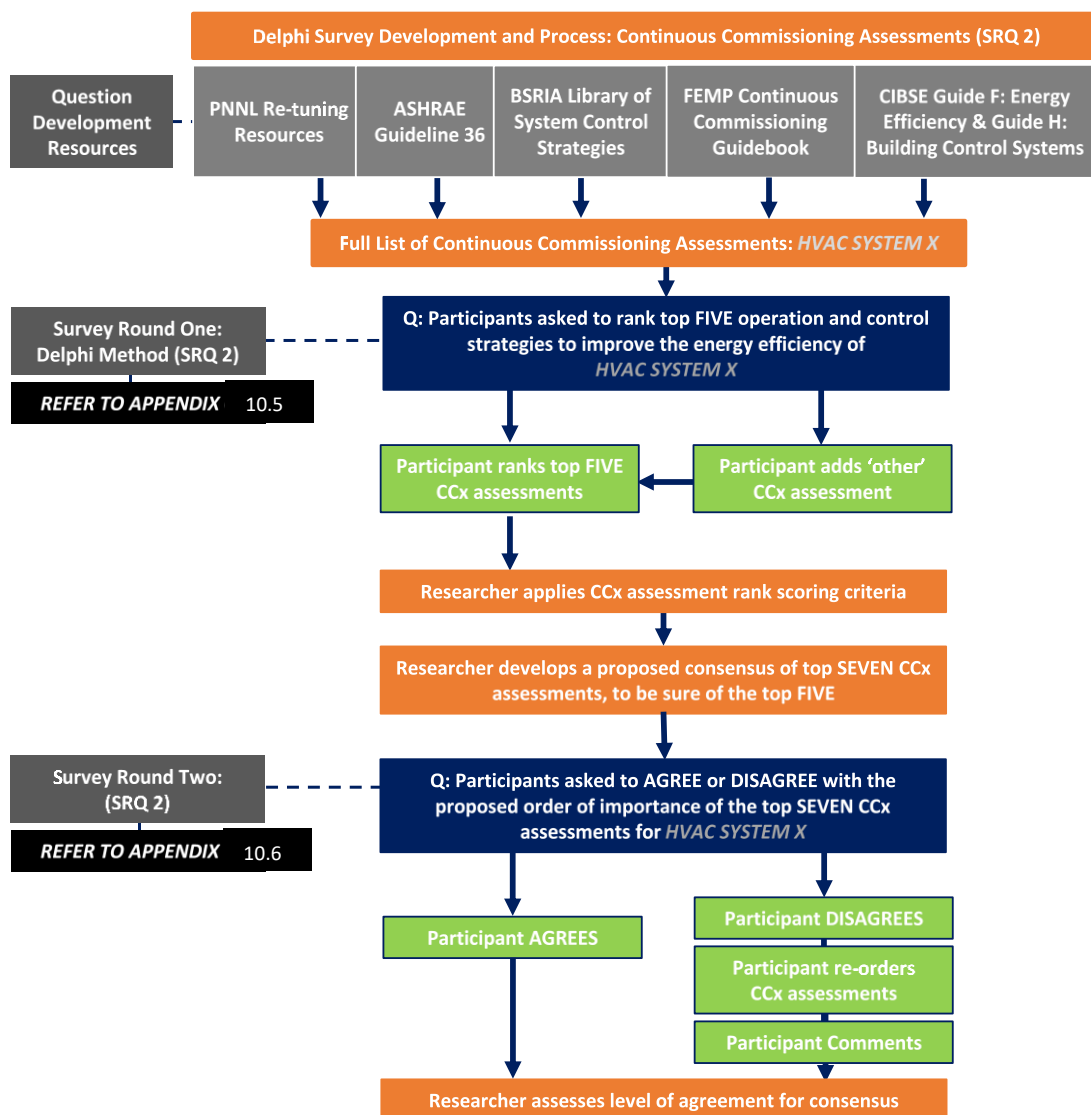 Delphi Survey Development and Process: Continuous Commissioning Assessments (SRQ 2)
Question
Development
Resources
PNNL Re-tuning
Resources
ASHRAE
Guideline 36
BSRIA Library of
System Control
Strategies
FEMP Continuous
Commissioning
Guidebook
CIBSE Guide F: Energy
Efficiency & Guide H:
Building Control Systems
Full List of Continuous Commissioning Assessments: HVAC SYSTEM X
Survey Round One:
Delphi Method (SRQ 2)
REFER TO APPENDIX 10.5
Q: Participants asked to rank top FIVE operation and control
strategies to improve the energy efficiency of
HVAC SYSTEM X
Participant ranks top FIVE
CCx assessments
Participant adds ‘other’
CCx assessment
Researcher applies CCx assessment rank scoring criteria
Researcher develops a proposed consensus of top SEVEN CCx
assessments, to be sure of the top FIVE
Survey Round Two:
(SRQ 2)
REFER TO APPENDIX 10.6
Q: Participants asked to AGREE or DISAGREE with the
proposed order of importance of the top SEVEN CCx
assessments for HVAC SYSTEM X
Participant AGREES
Participant DISAGREES
Participant re-orders
CCx assessments
Participant Comments
Researcher assesses level of agreement for consensus